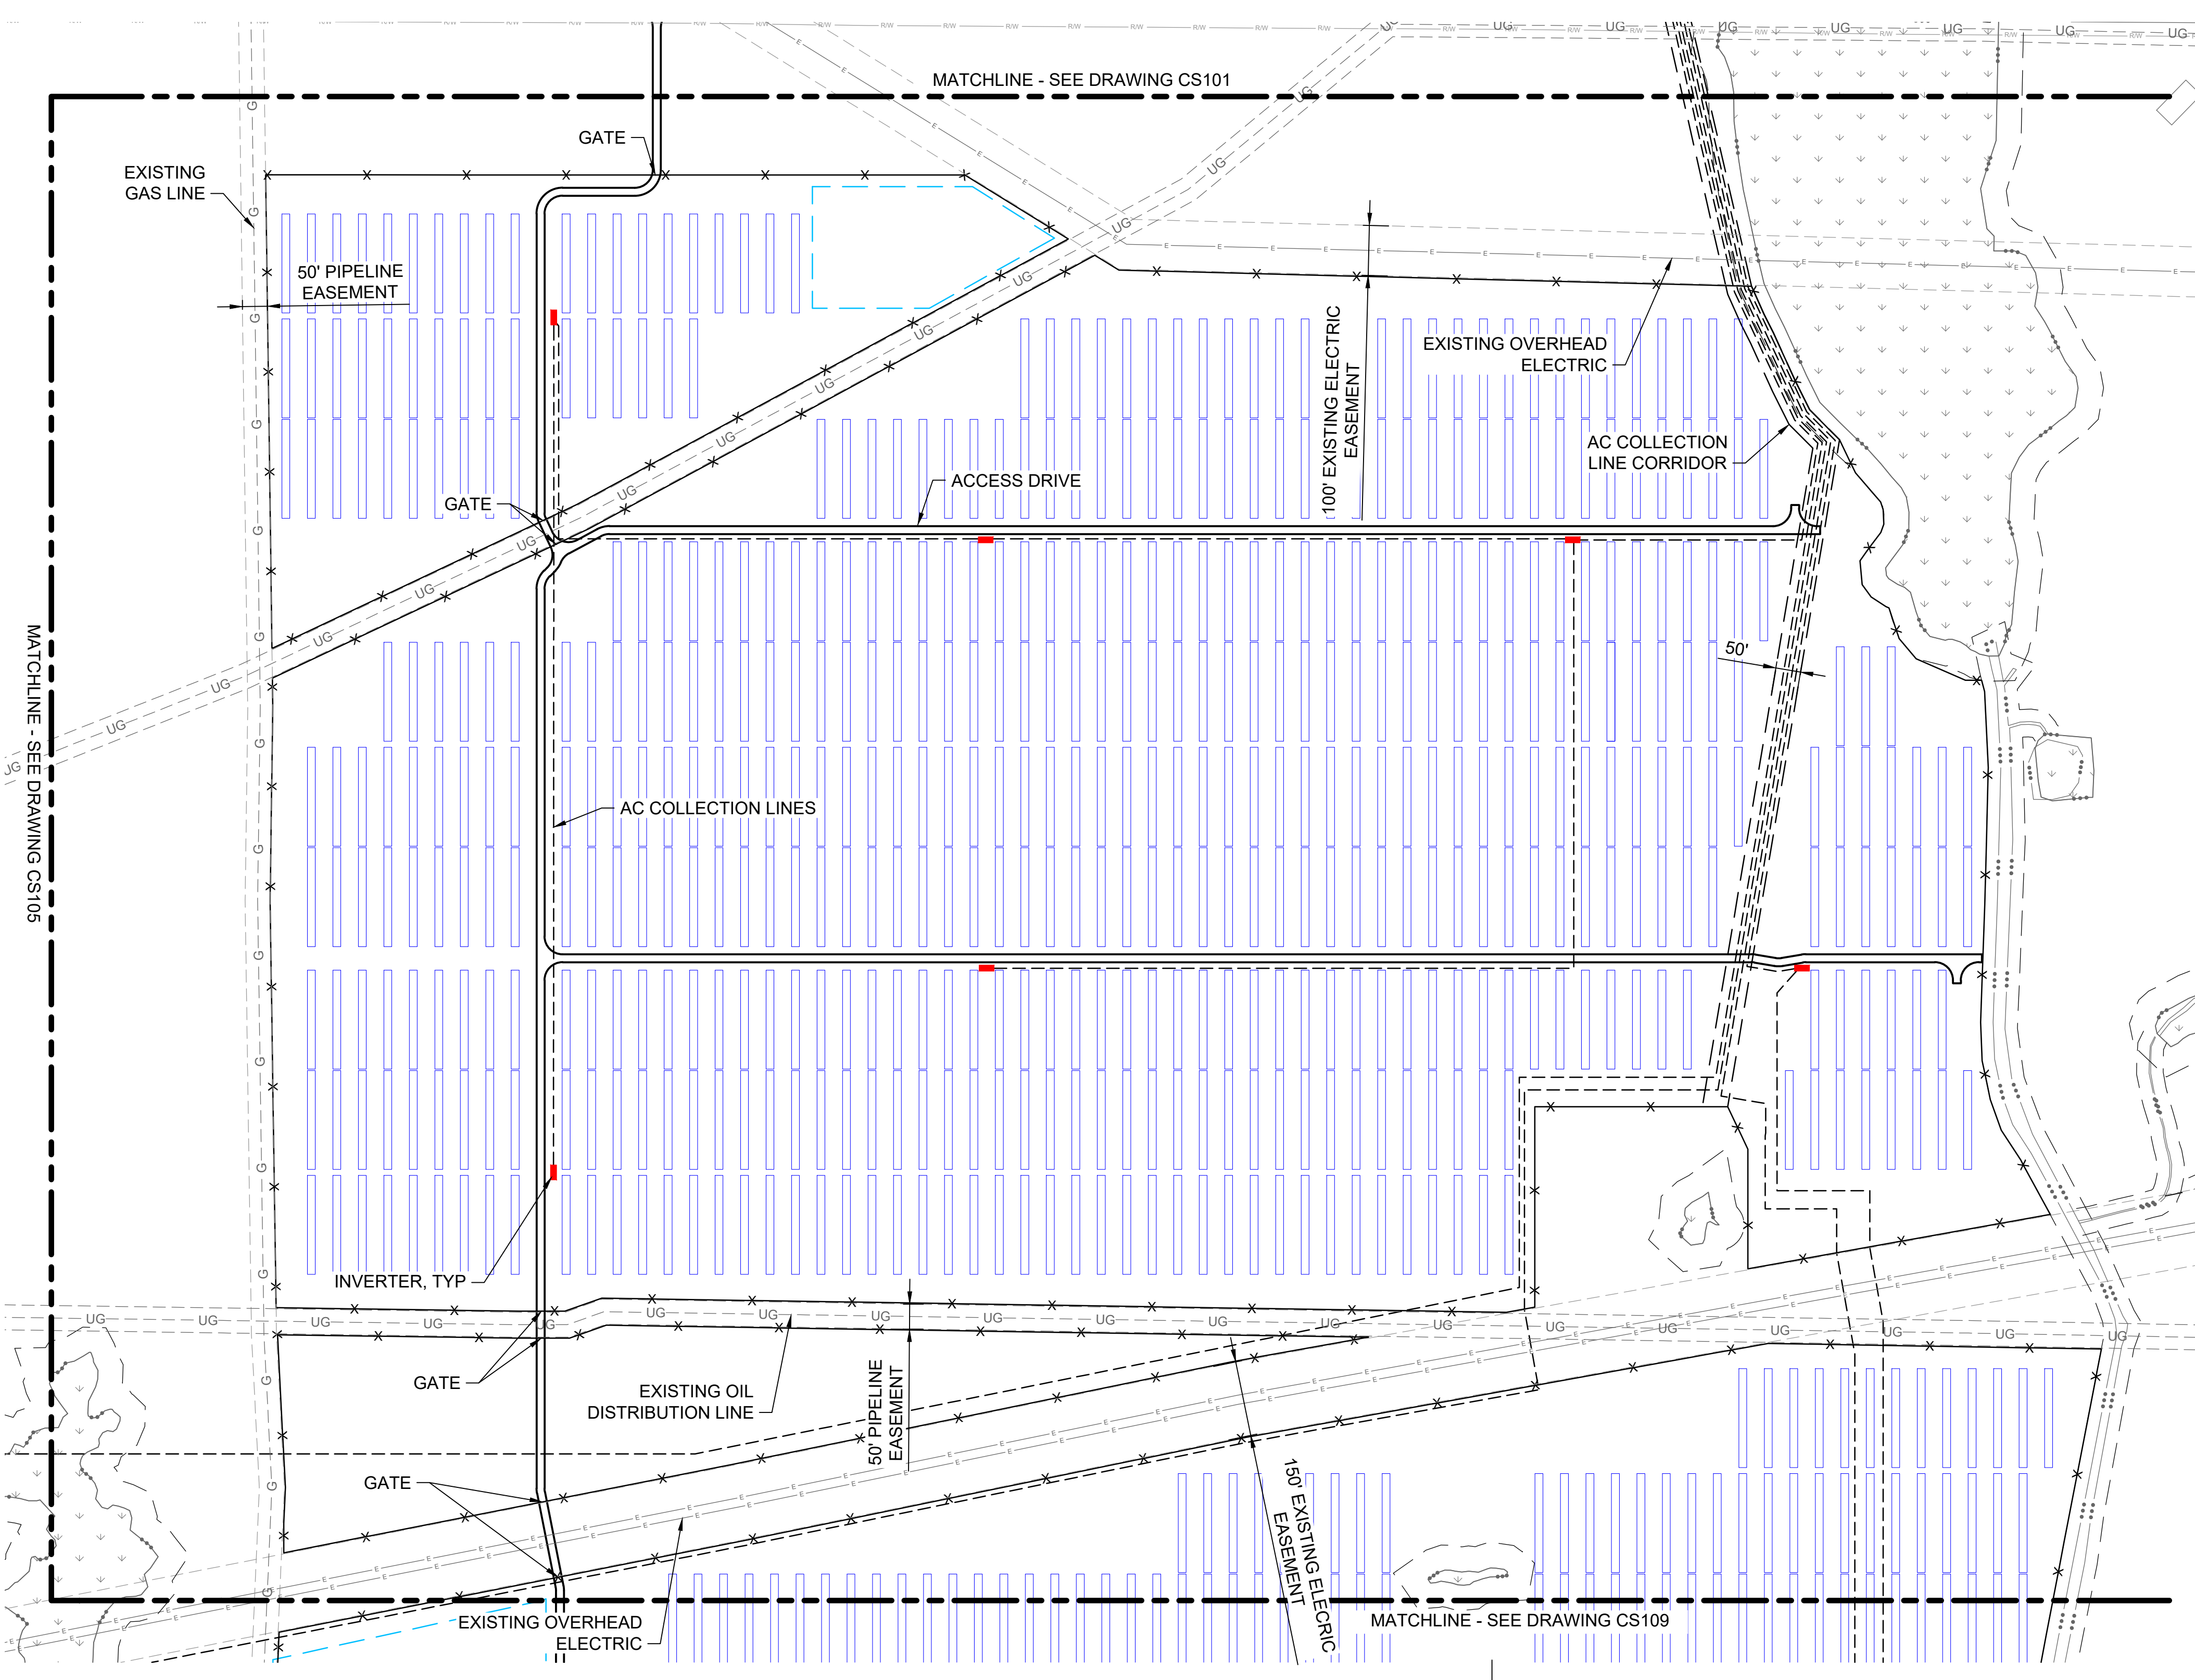 MATCHLINE - SEE DRAWING CS101
GATE
EXISTING
GAS LINE
50' PIPELINE
EASEMENT
100' EXISTING ELECTRIC
EASEMENT
EXISTING OVERHEAD
ELECTRIC
AC COLLECTION
LINE CORRIDOR
ACCESS DRIVE
GATE
50'
MATCHLINE - SEE DRAWING CS105
AC COLLECTION LINES
INVERTER, TYP
GATE
EXISTING OIL
DISTRIBUTION LINE
50' PIPELINE
EASEMENT
GATE
150' EXISTING ELECRIC
EASEMENT
EXISTING OVERHEAD
ELECTRIC
MATCHLINE - SEE DRAWING CS109